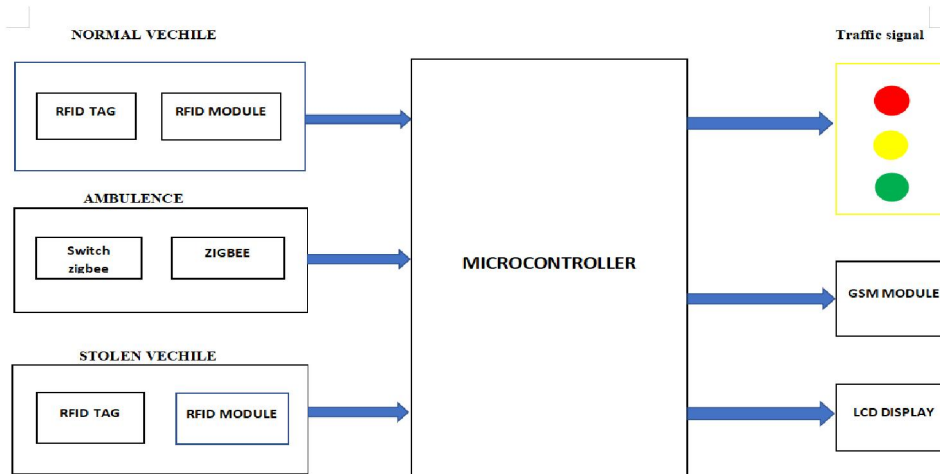 NORMAL VECHILE
RFID TAG
RFID MODULE
AMBULENCE
Switch
zigbee
ZIGBEE
STOLEN VECHILE
RFID TAG
RFID MODULE
MICROCONTROLLER
Traffic signal
GSM MODULE
LCD DISPLAY